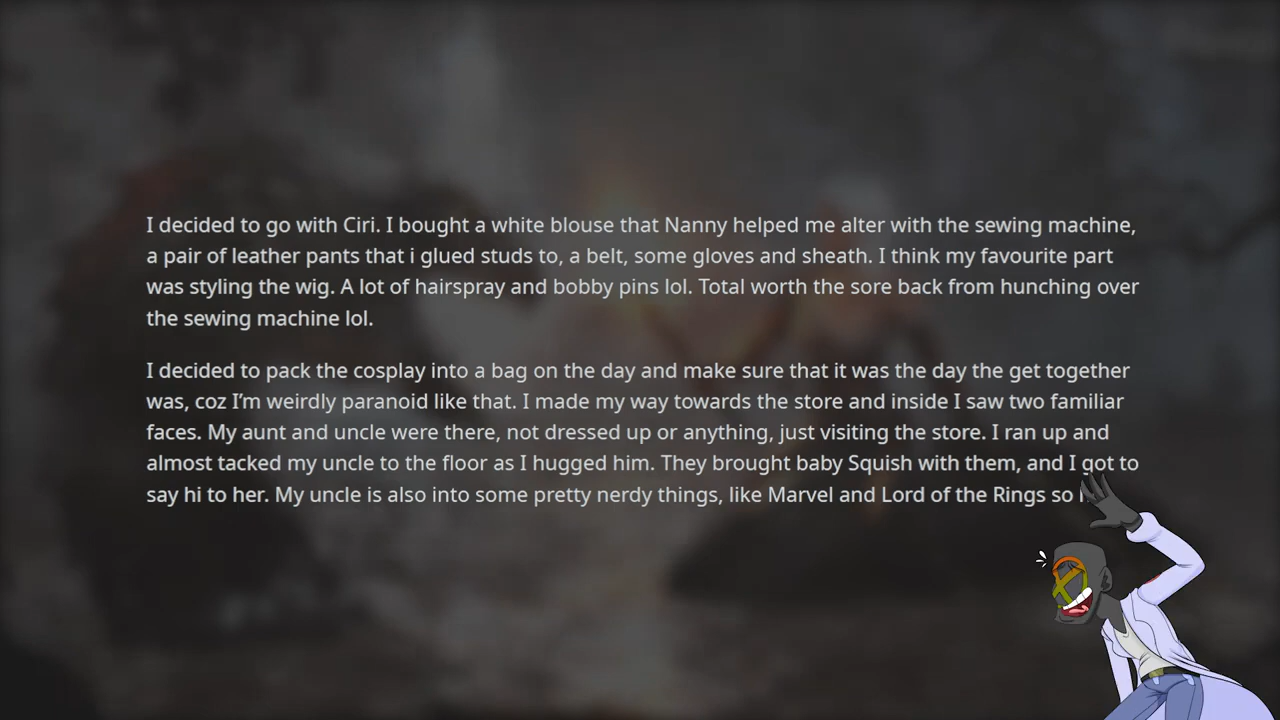 I decided to go with Ciri. I bought a white blouse that Nanny helped me alter with the sewing machine,
a pair of leather pants that i glued studs to, a belt, some gloves and sheath. I think my favourite part
was styling the wig. A lot of hairspray and bobby pins lol. Total worth the sore back from hunching over
the sewing machine lol.
I decided to pack the cosplay into a bag on the day and make sure that it was the day the get together
was, coz I’m weirdly paranoid like that. I made my way towards the store and inside I saw two familiar
faces. My aunt and uncle were there, not dressed up or anything, just visiting the store. I ran up and
almost tacked my uncle to the floor as I hugged him. They brought baby Squish with them, and I got to
say hi to her. My uncle is also into some pretty nerdy things, like Marvel and Lord of the Rings so